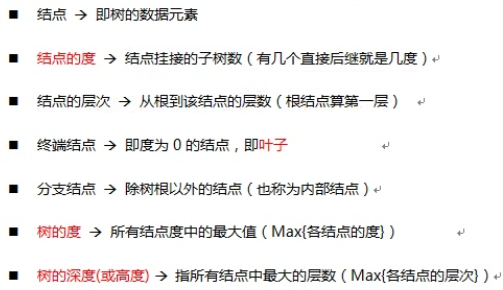 ■ 结点 → 即树的数据元素
■ 结点的度 → 结点挂接的子树数（有几个直接后继就是几度）↵
■ 结点的层次 → 从根到该结点的层数（根结点算第一层） ↵
■ 终端结点 → 即度为 0 的结点，即叶子 ↵
■ 分支结点 → 除树根以外的结点（也称为内部结点）↵
■ 树的度 → 所有结点度中的最大值（Max{各结点的度}） ↵
■ 树的深度(或高度) → 指所有结点中最大的层数（Max{各结点的层次}）↵